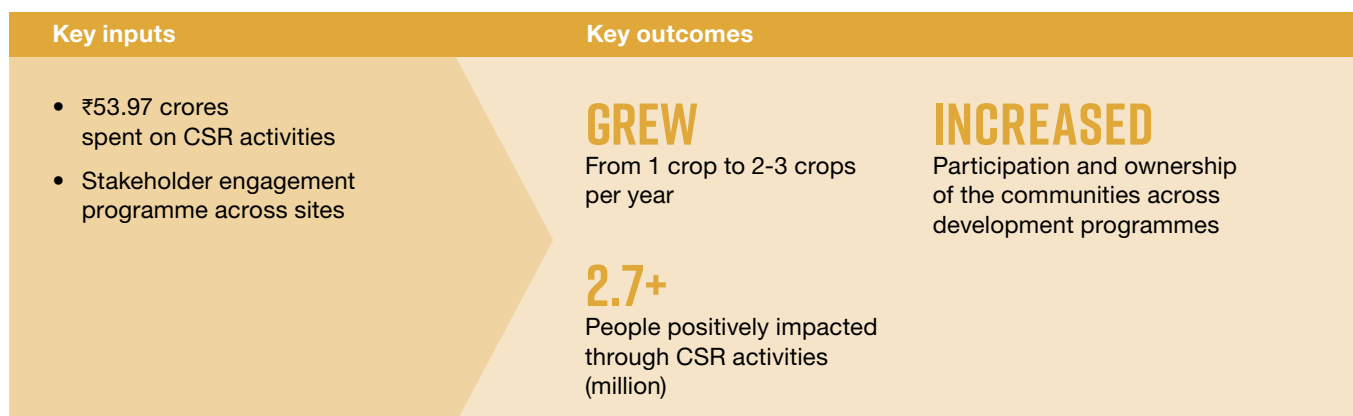 Key inputs
Key outcomes
• ₹53.97 crores
spent on CSR activities
• Stakeholder engagement
programme across sites
GREW
From 1 crop to 2-3 crops
per year
INCREASED
Participation and ownership
of the communities across
development programmes
2.7+
People positively impacted
through CSR activities
(million)